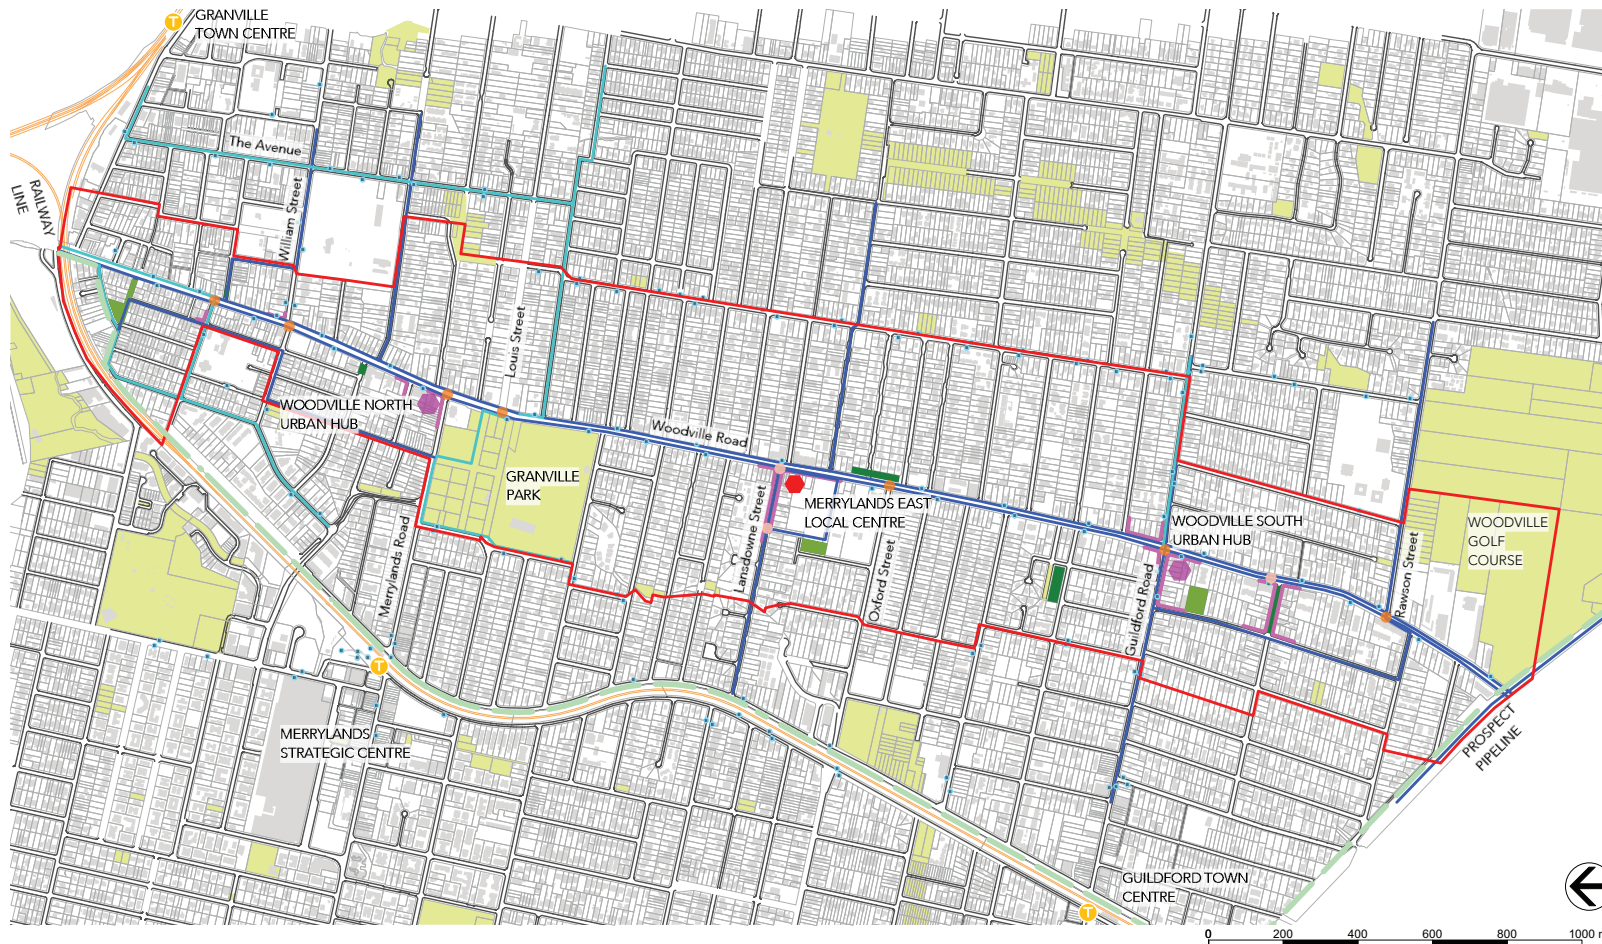 T
GRANVILLE
TOWN CENTRE
The Avenue
RAILWAY
LINE
William Street
Louis Street
WOODVILLE NORTH
URBAN HUB
Woodville Road
GRANVILLE
PARK
MERRYLANDS EAST
LOCAL CENTRE
Lansdowne Street
Oxford Street
WOODVILLE SOUTH
URBAN HUB
WOODVILLE
GOLF
COURSE
Merrylands Road
Guildford Road
Rawson Street
T
MERRYLANDS
STRATEGIC CENTRE
PROSPECT
PIPELINE
GUILDFORD TOWN
CENTRE
T
0 200 400 600 800 1000 m